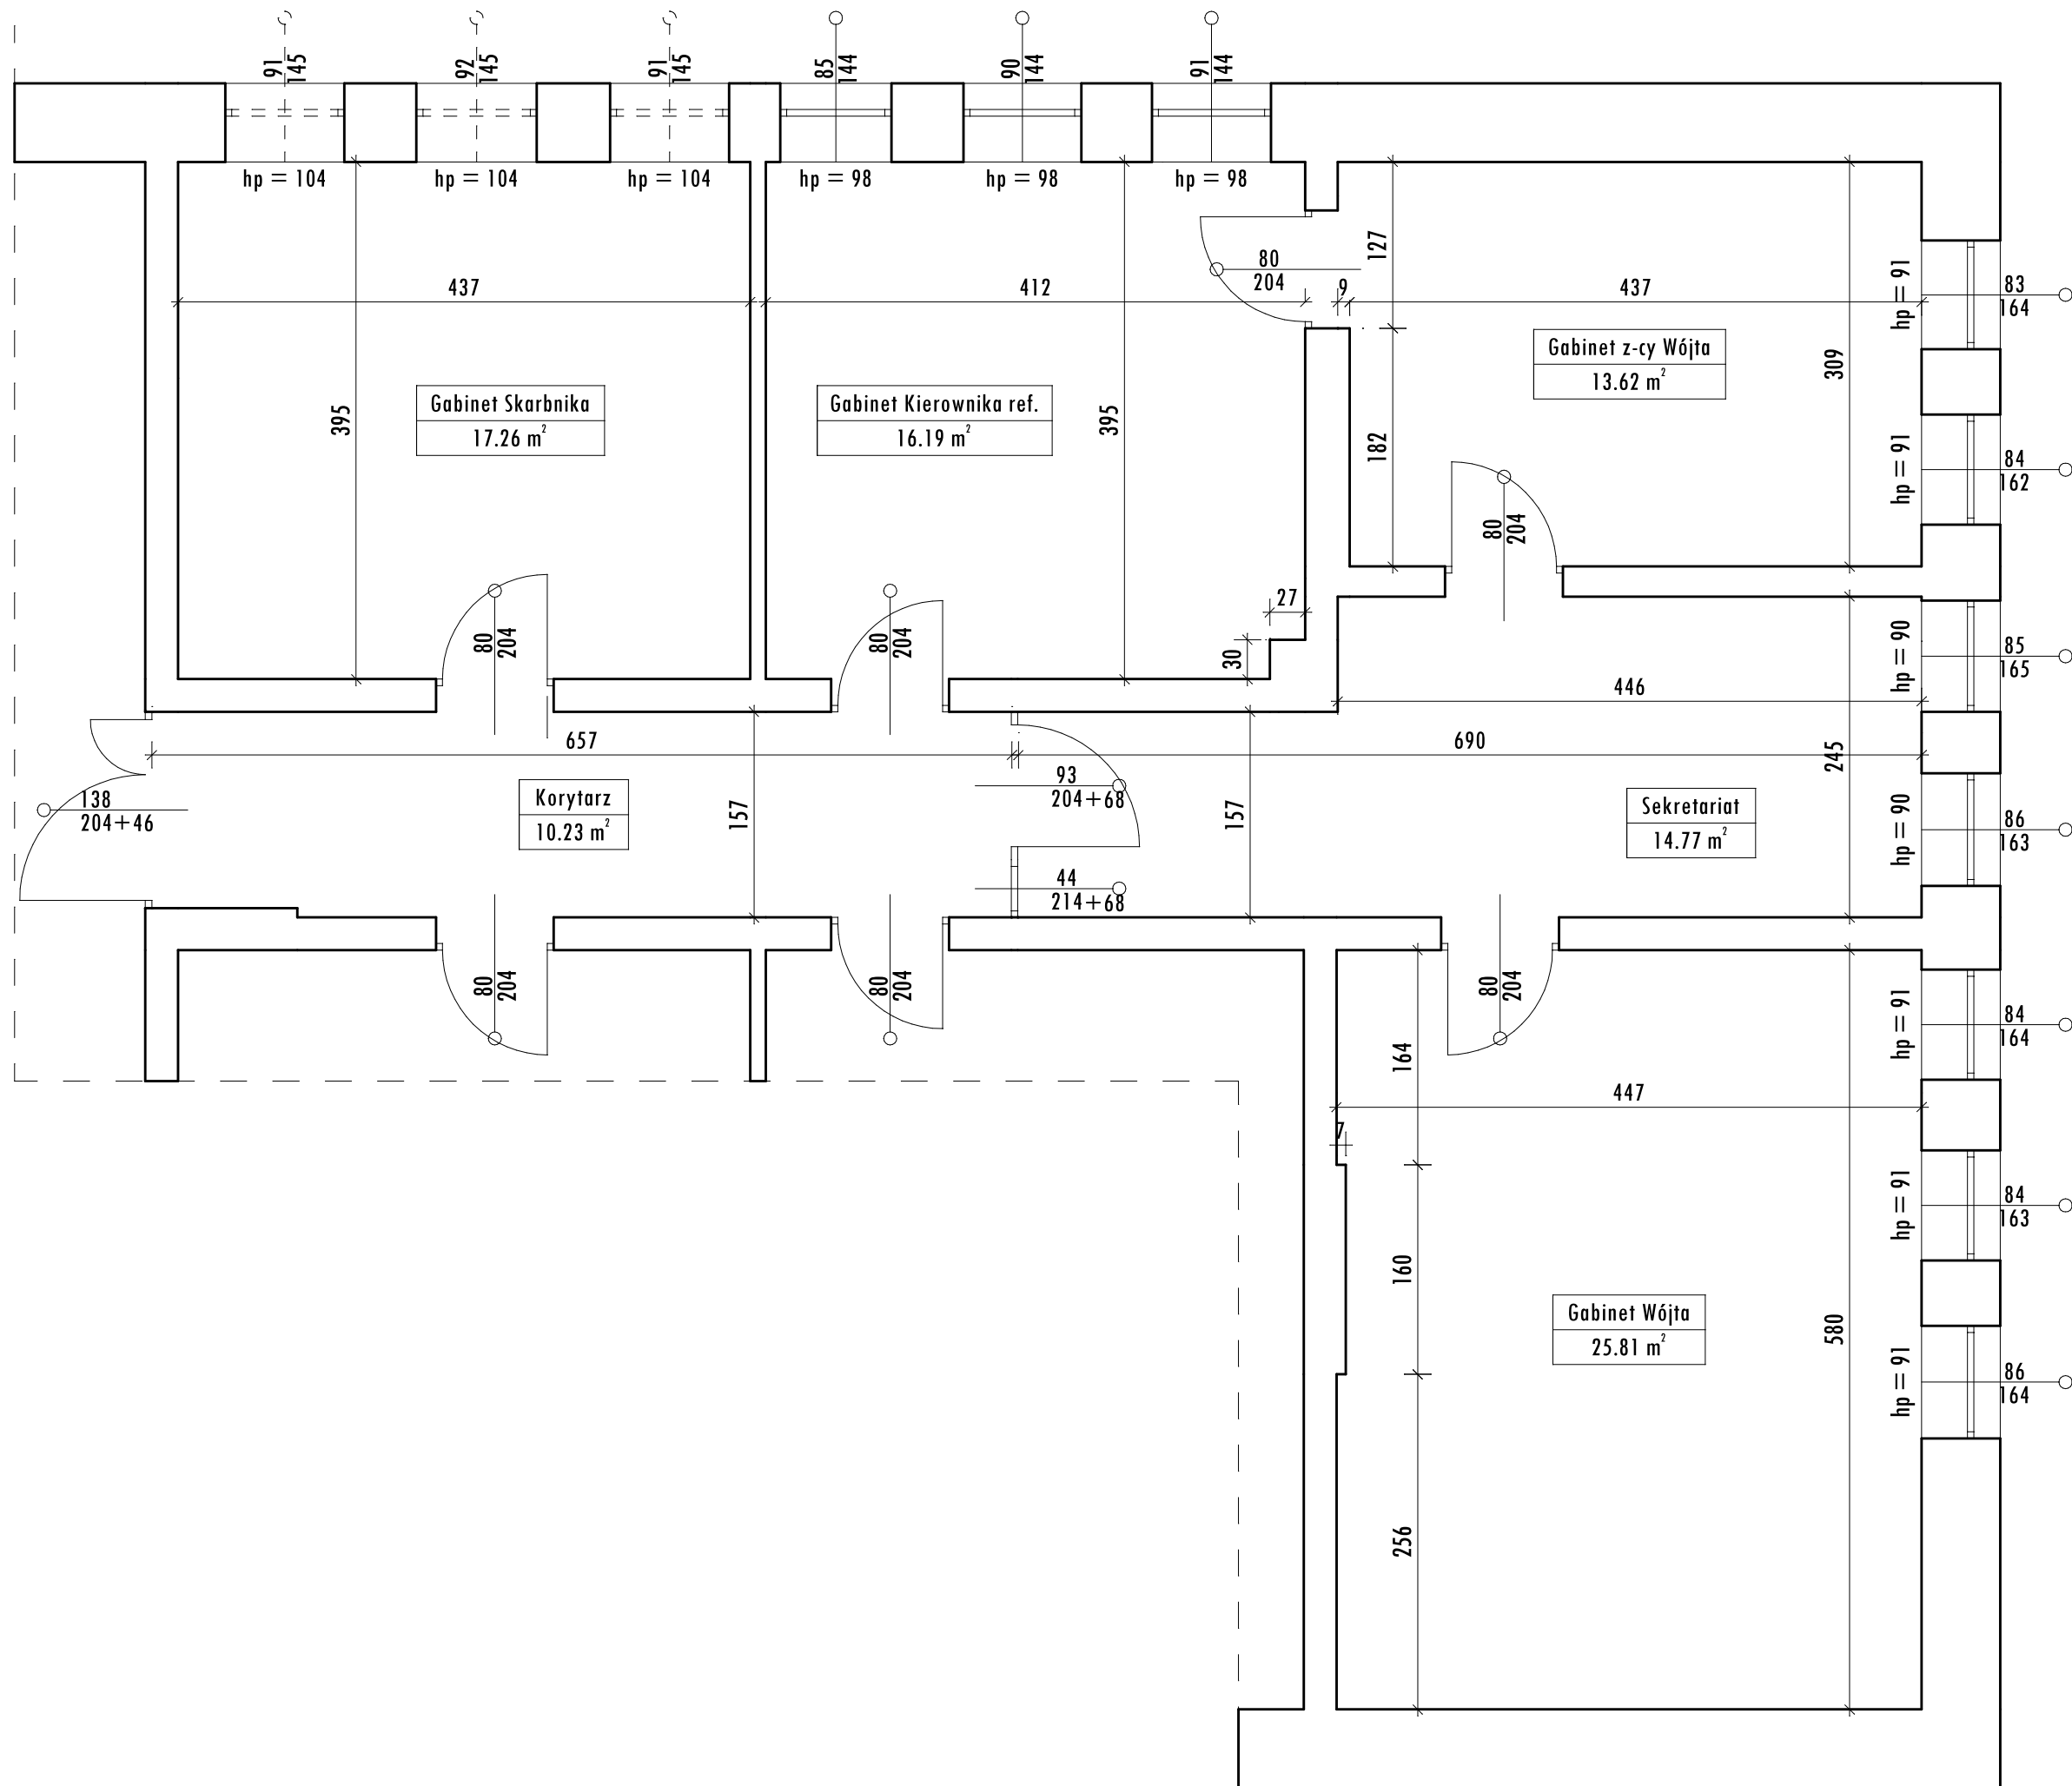 91
145
92
145
91
145
85
144
90
144
91
144
hp = 104
hp = 104
hp = 104
hp = 98
hp = 98
hp = 98
127
80
204
437
412
9
437
hp = 91
83
164
Gabinet z-cy Wójta
13.62 m²
309
395
Gabinet Skarbnika
17.26 m²
Gabinet Kierownika ref.
16.19 m²
395
182
hp = 91
84
162
80
204
80
204
80
204
27
30
hp = 90
85
165
446
657
690
245
138
204+46
Korytarz
10.23 m²
157
93
204+68
157
Sekretariat
14.77 m²
hp = 90
86
163
44
214+68
80
204
80
204
80
204
hp = 91
84
164
164
447
7
hp = 91
84
163
160
Gabinet Wójta
25.81 m²
580
hp = 91
86
164
256